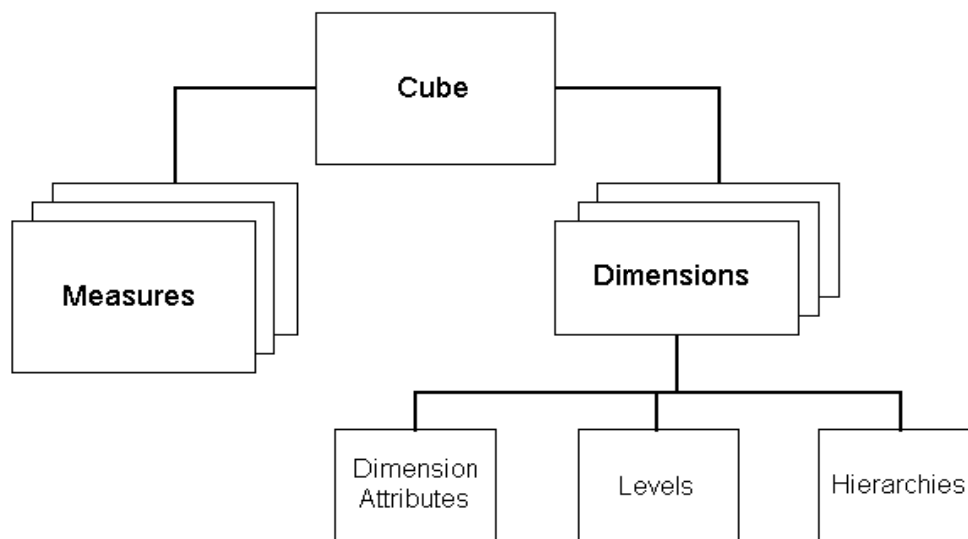 Cube
Measures
Dimensions
Dimension
Attributes
Levels
Hierarchies